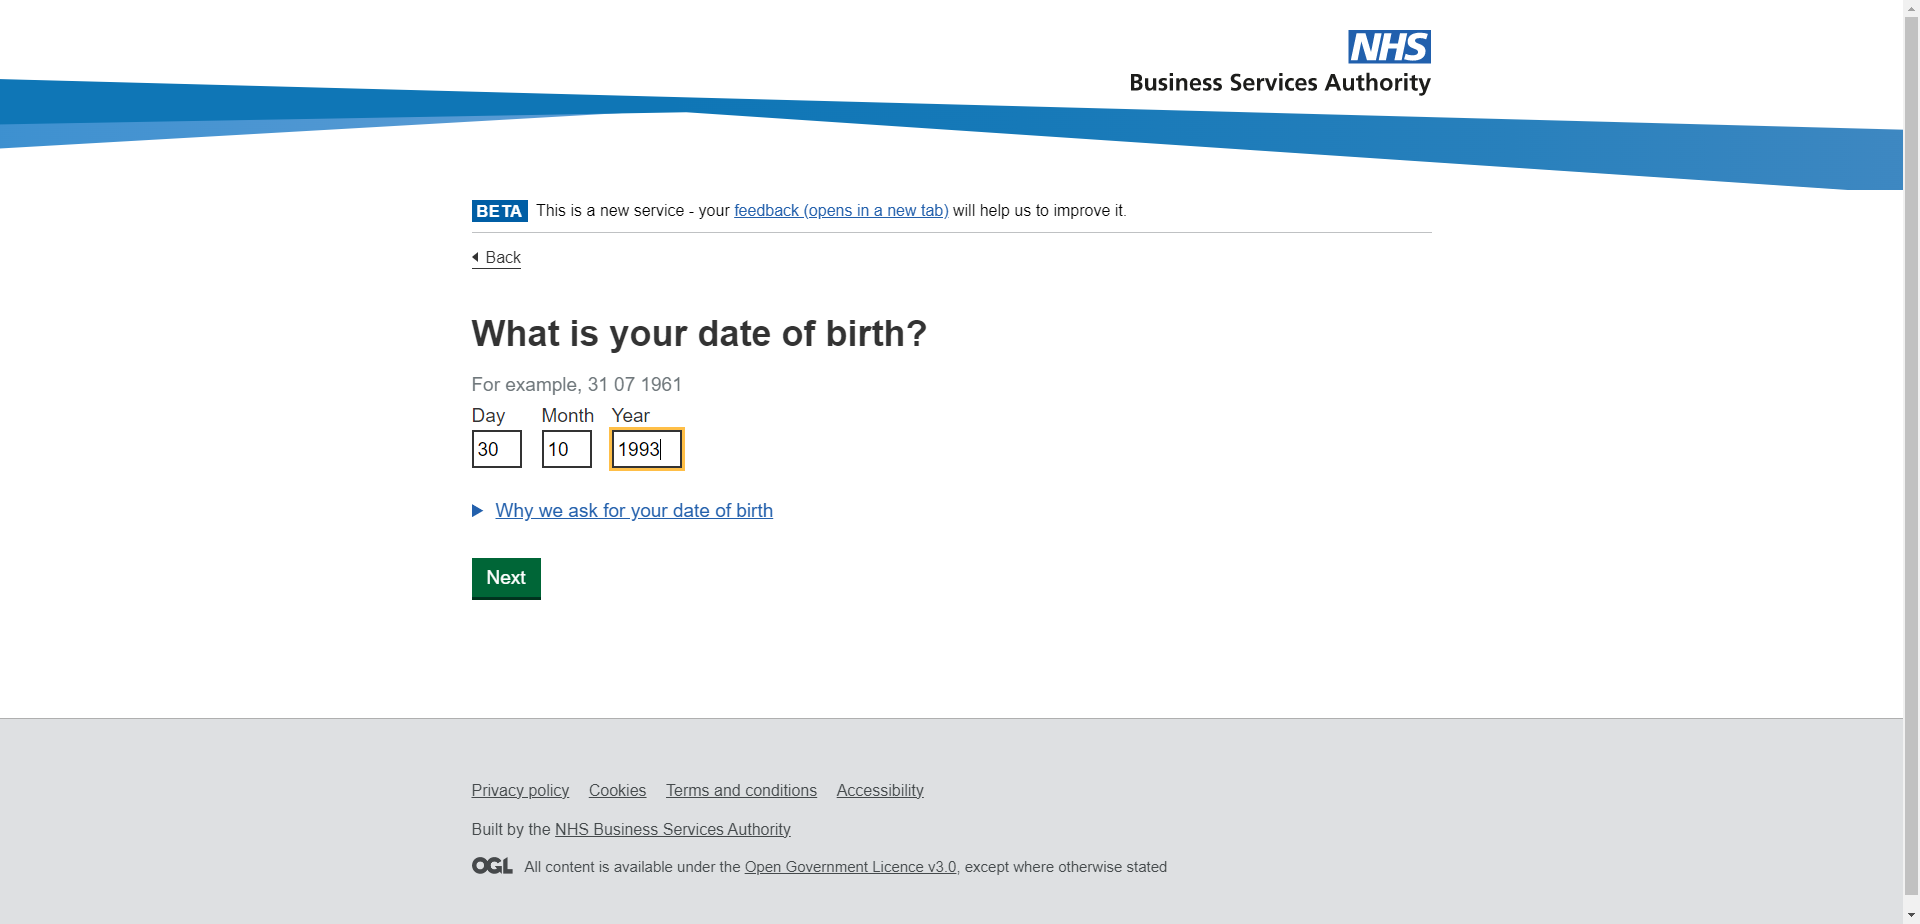 NHS
Business Services Authority
BETA This is a new service - your feedback (opens in a new tab) will help us to improve it.
Back
What is your date of birth?
For example, 31 07 1961
Day Month Year
30 10 1993
Why we ask for your date of birth
Next
Privacy policy Cookies Terms and conditions Accessibility
Built by the NHS Business Services Authority
OGL All content is available under the Open Government Licence v3.0, except where otherwise stated